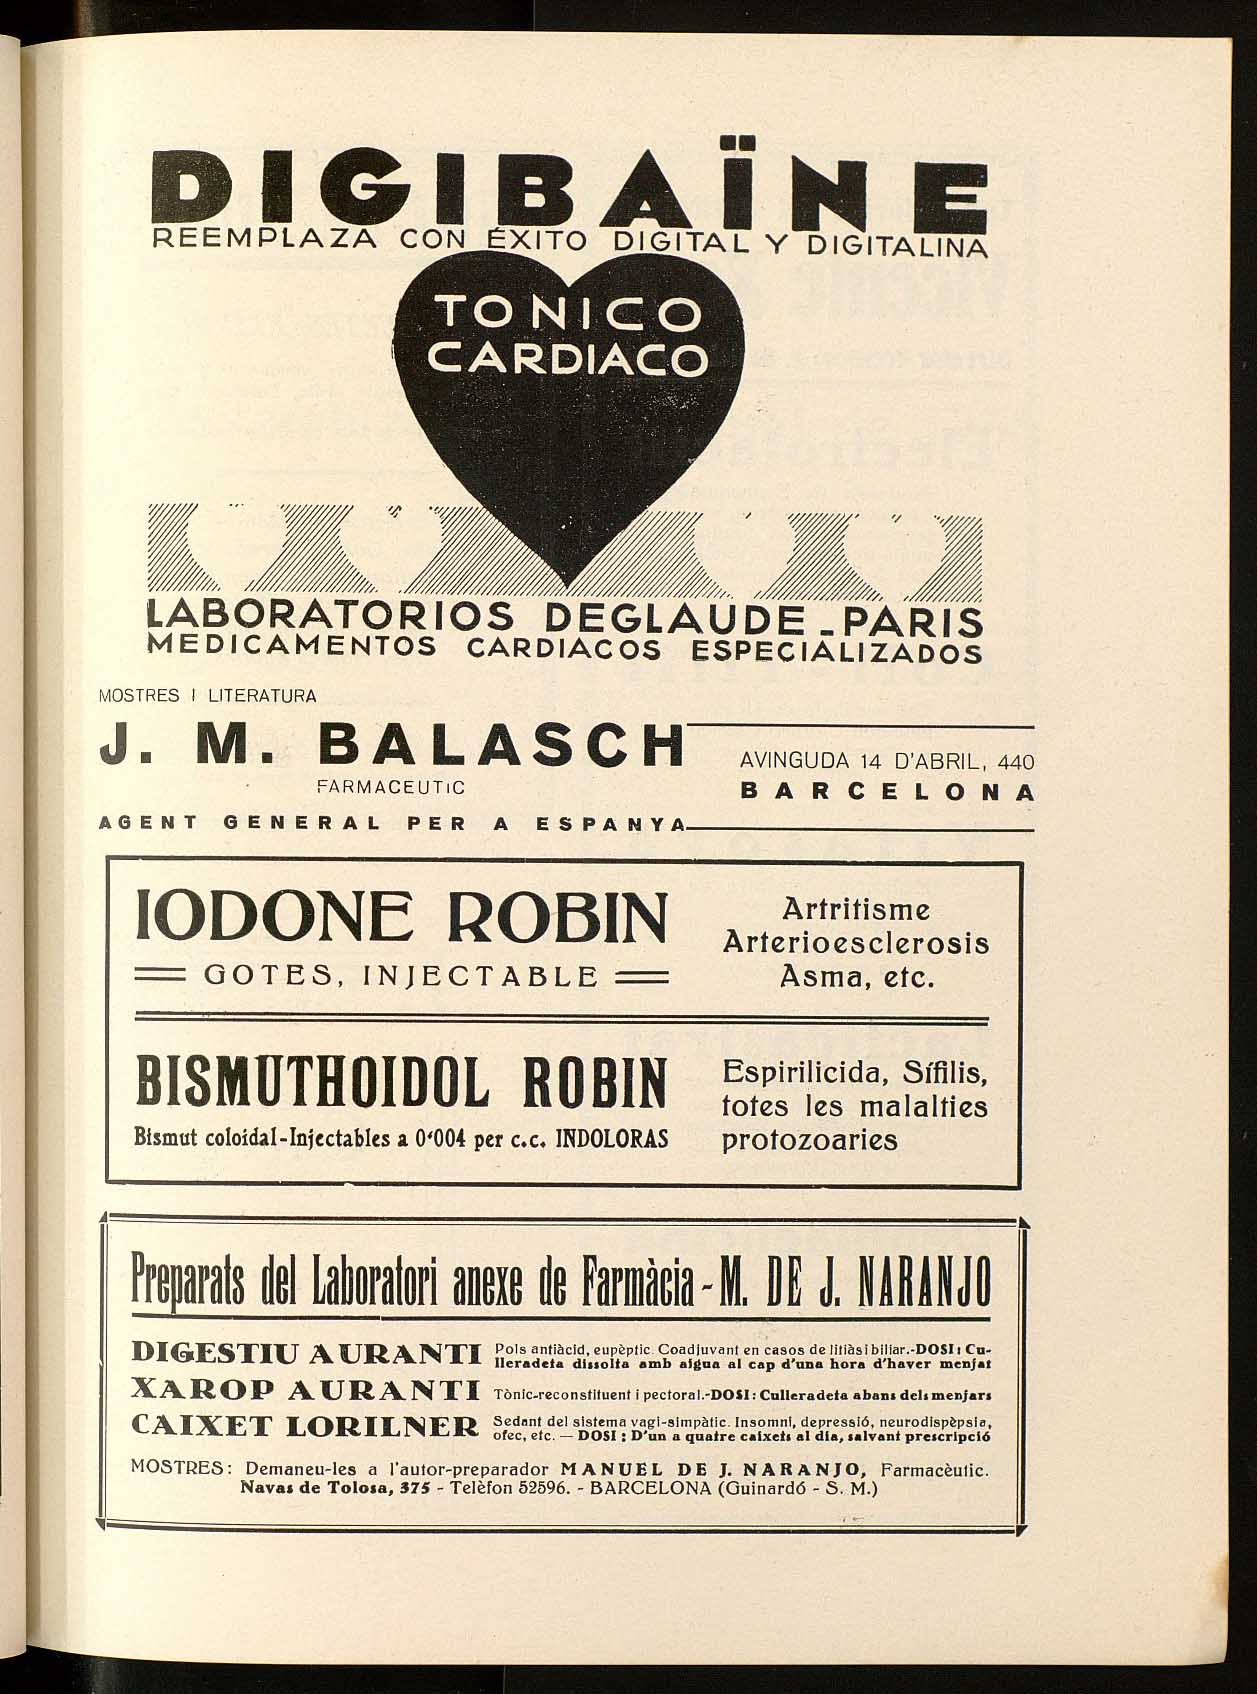 DIGIBAÏNE
REEMPLAZA CON ÉXITO DIGITAL Y DIGITALINA
TONICO
CARDIACO
LABORATORIOS DEGLAUDE - PARIS
MEDICAMENTOS CARDIACOS ESPECIALIZADOS
MOSTRES I LITERATURA
J. M. BALASCH
FARMACEUTIC
AGENT GENERAL PER A ESPANYA
AVINGUDA 14 D'ABRIL, 440
BARCELONA
IODONE ROBIN
GOTES, INJECTABLE
Artritisme
Arterioesclerosis
Asma, etc.
BISMUTHOIDOL ROBIN
Bismut coloidal-Injectables a 0'004 per c.c. INDOLORAS
Espirilicida, Sífilis,
totes les malalties
protozoaries
Preparats del Laboratori anexe de Farmàcia - M. DE J. NARANJO
DIGESTIU AURANTI Pols antiàcid, eupèptic. Coadjuvant en casos de litiàsi biliar.-DOSI: Cu-
lleradeta dissolta amb aigua al cap d'una hora d'haver menjat
XAROP AURANTI Tònic-reconstituent i pectoral.-DOSI: Culleradeta abans dels menjars
CAIXET LORILNER Sedant del sistema vagi-simpàtic. Insomni, depressió, neurodispèpsia,
ofec, etc. — DOSI: D'un a quatre caixets al dia, salvant prescripció
MOSTRES: Demaneu-les a l'autor-preparador MANUEL DE J. NARANJO, Farmacèutic.
Navas de Tolosa, 375 - Telèfon 52596. - BARCELONA (Guinardó - S. M.)